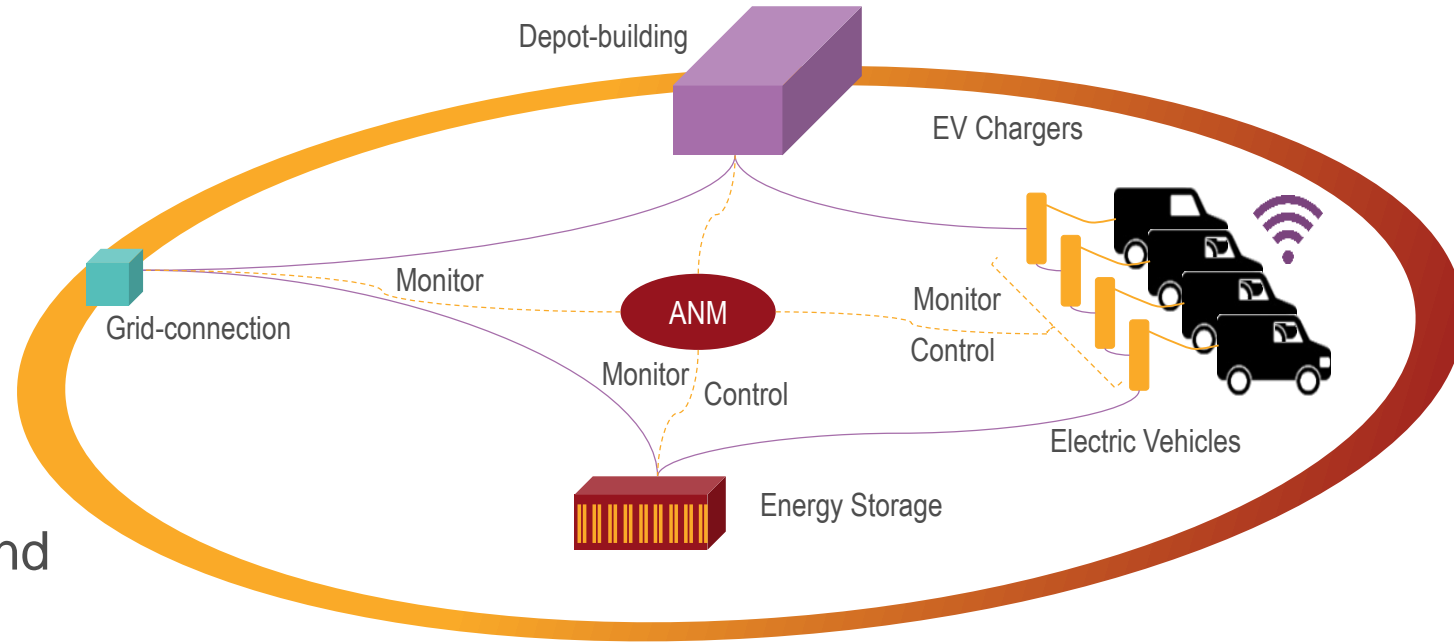 Depot-building
EV Chargers
Monitor
Grid-connection
ANM
Monitor
Control
Monitor
Control
Electric Vehicles
Energy Storage
nd